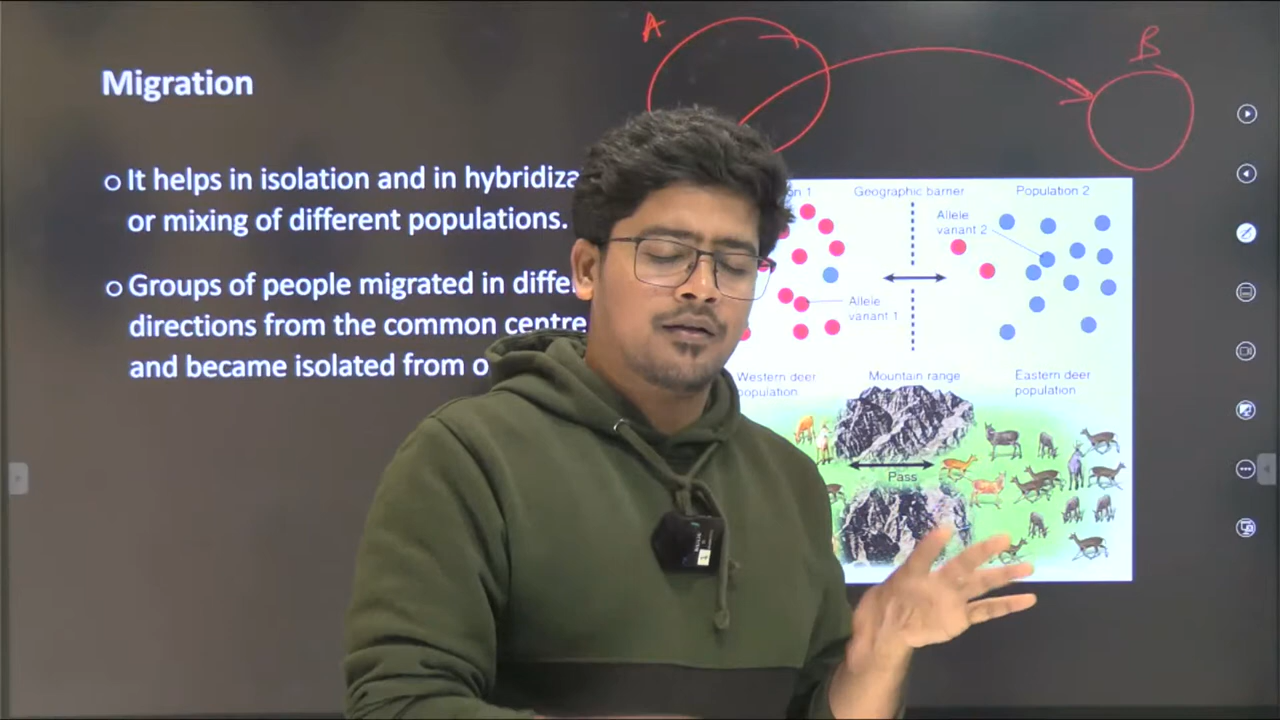 A
B
Migration
It helps in isolation and in
or mixing of different populations.
Groups of people migrated in
directions from the common centre
and became isolated from
1
Geographic barrier
Population 2
Allele
variant 2
Allele
variant 1
Western deer
population
Mountain range
Eastern deer
population
Pass